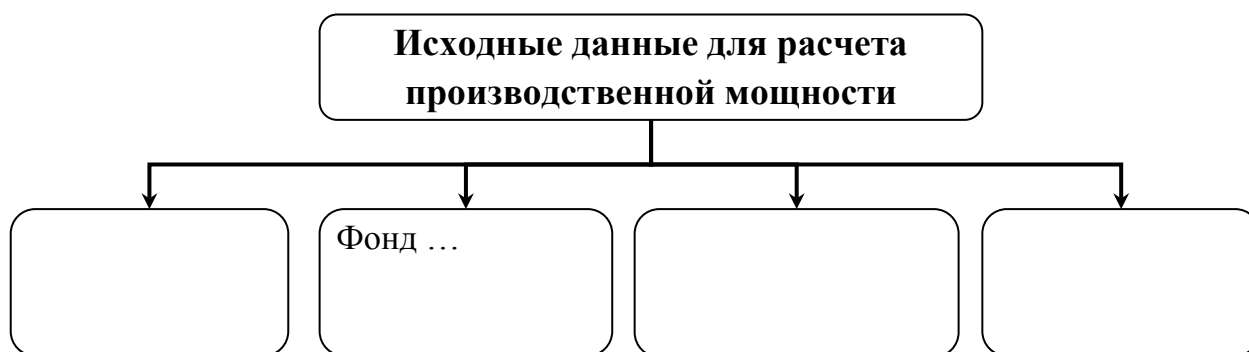 Исходные данные для расчета
производственной мощности
Фонд …